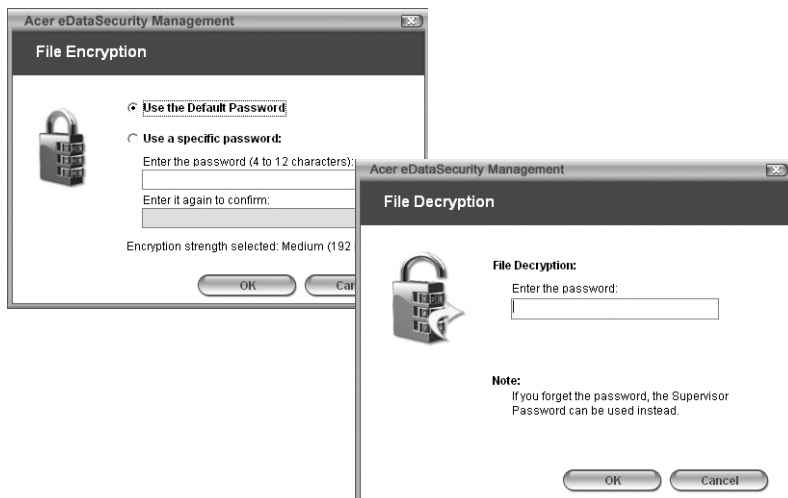 Acer eDataSecurity Management
File Encryption
Use the Default Password
Use a specific password:
Enter the password (4 to 12 characters):
Enter it again to confirm:
Encryption strength selected: Medium (192
OK
Acer eDataSecurity Management
File Decryption
File Decryption:
Enter the password:
Note:
If you forget the password, the Supervisor
Password can be used instead.
OK Cancel